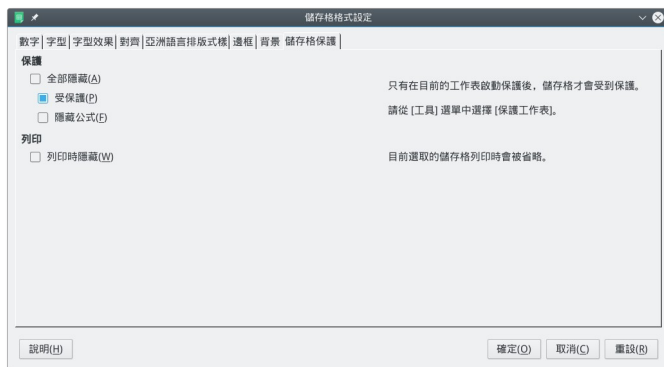 儲存格格式設定
數字 字型 字型效果 對齊 亞洲語言排版式樣 邊框 背景 儲存格保護
保護
全部隱藏(A)
受保護(P)
隱藏公式(F)
只有在目前的工作表啟動保護後，儲存格才會受到保護。
請從 [工具] 選單中選擇 [保護工作表]。
列印
列印時隱藏(W)
目前選取的儲存格列印時會被省略。
說明(H) 確定(O) 取消(C) 重設(R)